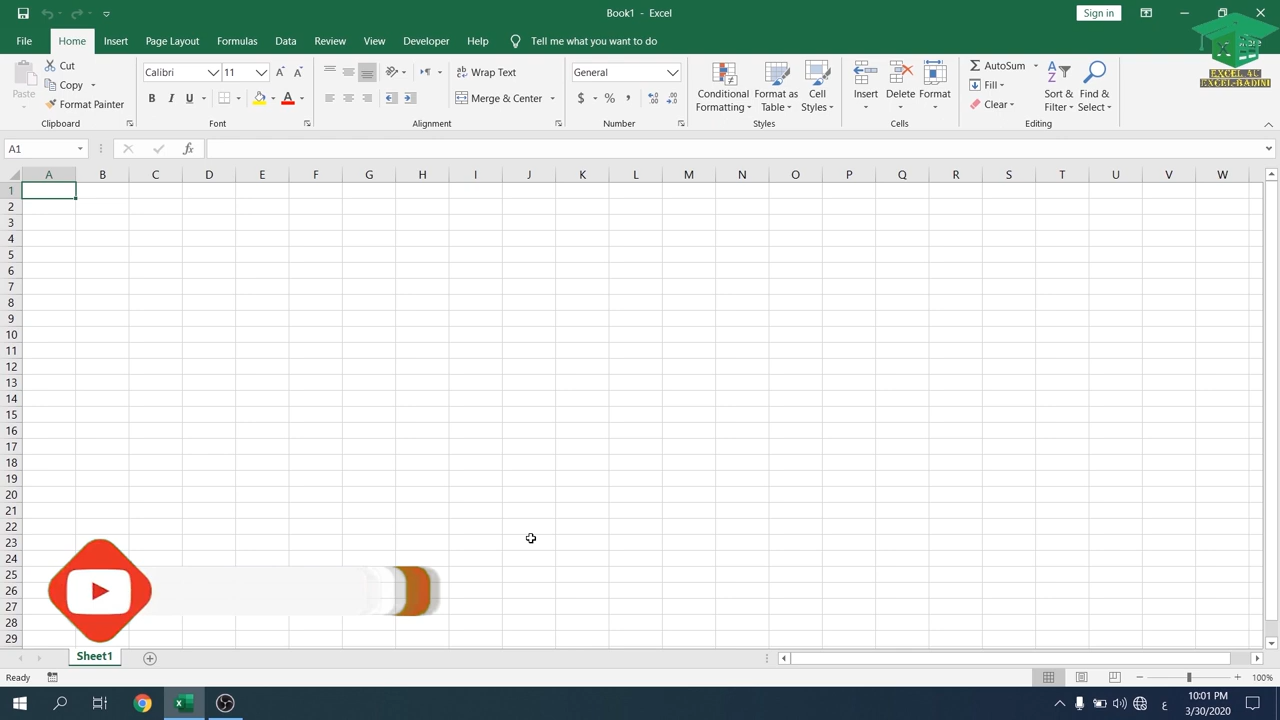 Book1 - Excel
Sign in
File Home Insert Page Layout Formulas Data Review View Developer Help Tell me what you want to do
EXCEL 4U
EXCEL-BADINI
Paste
Cut
Copy
Format Painter
Clipboard
Calibri 11
B I U
Font
Wrap Text
Merge & Center
Alignment
General
$ % ,
Number
Conditional Formatting
Format as Table
Cell Styles
Styles
Insert
Delete
Format
Cells
AutoSum
Fill
Clear
Sort & Filter
Find & Select
Editing
A1 fx
A B C D E F G H I J K L M N O P Q R S T U V W
1
2
3
4
5
6
7
8
9
10
11
12
13
14
15
16
17
18
19
20
21
22
23
24
25
26
27
28
29
Sheet1
Ready 100%
ع 10:01 PM
3/30/2020